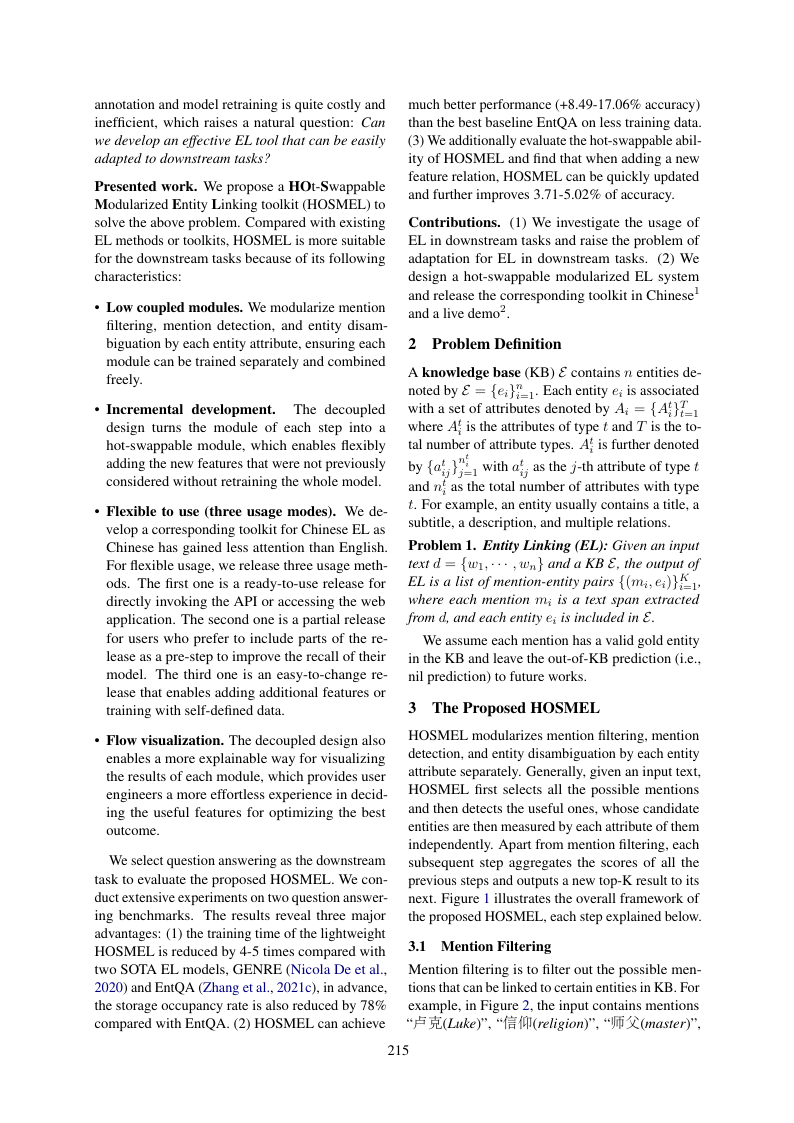 annotation and model retraining is quite costly and
inefficient, which raises a natural question: Can
we develop an effective EL tool that can be easily
adapted to downstream tasks?
Presented work. We propose a HOt-Swappable
Modularized Entity Linking toolkit (HOSMEL) to
solve the above problem. Compared with existing
EL methods or toolkits, HOSMEL is more suitable
for the downstream tasks because of its following
characteristics:
• Low coupled modules. We modularize mention
filtering, mention detection, and entity disam-
biguation by each entity attribute, ensuring each
module can be trained separately and combined
freely.
• Incremental development. The decoupled
design turns the module of each step into a
hot-swappable module, which enables flexibly
adding the new features that were not previously
considered without retraining the whole model.
• Flexible to use (three usage modes). We de-
velop a corresponding toolkit for Chinese EL as
Chinese has gained less attention than English.
For flexible usage, we release three usage meth-
ods. The first one is a ready-to-use release for
directly invoking the API or accessing the web
application. The second one is a partial release
for users who prefer to include parts of the re-
lease as a pre-step to improve the recall of their
model. The third one is an easy-to-change re-
lease that enables adding additional features or
training with self-defined data.
• Flow visualization. The decoupled design also
enables a more explainable way for visualizing
the results of each module, which provides user
engineers a more effortless experience in decid-
ing the useful features for optimizing the best
outcome.
We select question answering as the downstream
task to evaluate the proposed HOSMEL. We con-
duct extensive experiments on two question answer-
ing benchmarks. The results reveal three major
advantages: (1) the training time of the lightweight
HOSMEL is reduced by 4-5 times compared with
two SOTA EL models, GENRE (Nicola De et al.,
2020) and EntQA (Zhang et al., 2021c), in advance,
the storage occupancy rate is also reduced by 78%
compared with EntQA. (2) HOSMEL can achieve
much better performance (+8.49-17.06% accuracy)
than the best baseline EntQA on less training data.
(3) We additionally evaluate the hot-swappable abil-
ity of HOSMEL and find that when adding a new
feature relation, HOSMEL can be quickly updated
and further improves 3.71-5.02% of accuracy.
Contributions. (1) We investigate the usage of
EL in downstream tasks and raise the problem of
adaptation for EL in downstream tasks. (2) We
design a hot-swappable modularized EL system
and release the corresponding toolkit in Chinese¹
and a live demo².
2 Problem Definition
A knowledge base (KB) ℰ contains n entities de-
noted by ℰ = {e_i}_{i=1}^n. Each entity e_i is associated
with a set of attributes denoted by A_i = {A_i^t}_{t=1}^T
where A_i^t is the attributes of type t and T is the to-
tal number of attribute types. A_i^t is further denoted
by {a_{ij}^t}_{j=1}^{n_i^t} with a_{ij}^t as the j-th attribute of type t
and n_i^t as the total number of attributes with type
t. For example, an entity usually contains a title, a
subtitle, a description, and multiple relations.
Problem 1. Entity Linking (EL): Given an input
text d = {w_1, ··· , w_n} and a KB ℰ, the output of
EL is a list of mention-entity pairs {(m_i, e_i)}_{i=1}^K,
where each mention m_i is a text span extracted
from d, and each entity e_i is included in ℰ.
We assume each mention has a valid gold entity
in the KB and leave the out-of-KB prediction (i.e.,
nil prediction) to future works.
3 The Proposed HOSMEL
HOSMEL modularizes mention filtering, mention
detection, and entity disambiguation by each entity
attribute separately. Generally, given an input text,
HOSMEL first selects all the possible mentions
and then detects the useful ones, whose candidate
entities are then measured by each attribute of them
independently. Apart from mention filtering, each
subsequent step aggregates the scores of all the
previous steps and outputs a new top-K result to its
next. Figure 1 illustrates the overall framework of
the proposed HOSMEL, each step explained below.
3.1 Mention Filtering
Mention filtering is to filter out the possible men-
tions that can be linked to certain entities in KB. For
example, in Figure 2, the input contains mentions
“卢克(Luke)”, “信仰(religion)”, “师父(master)”,
215